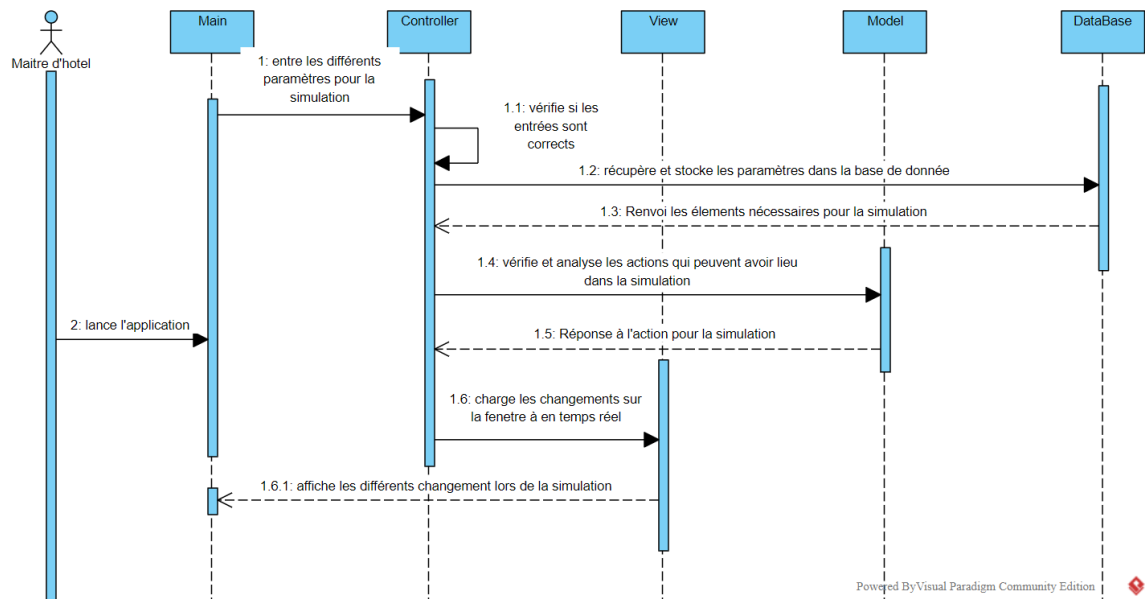 Main
Controller
View
Model
DataBase
Maitre d'hotel
1: entre les différents
paramètres pour la
simulation
1.1: vérifie si les
entrées sont
corrects
1.2: récupère et stocke les paramètres dans la base de donnée
1.3: Renvoi les élements nécessaires pour la simulation
1.4: vérifie et analyse les actions qui peuvent avoir lieu
dans la simulation
2: lance l'application
1.5: Réponse à l'action pour la simulation
1.6: charge les changements sur
la fenetre à en temps réel
1.6.1: affiche les différents changement lors de la simulation
Powered ByVisual Paradigm Community Edition